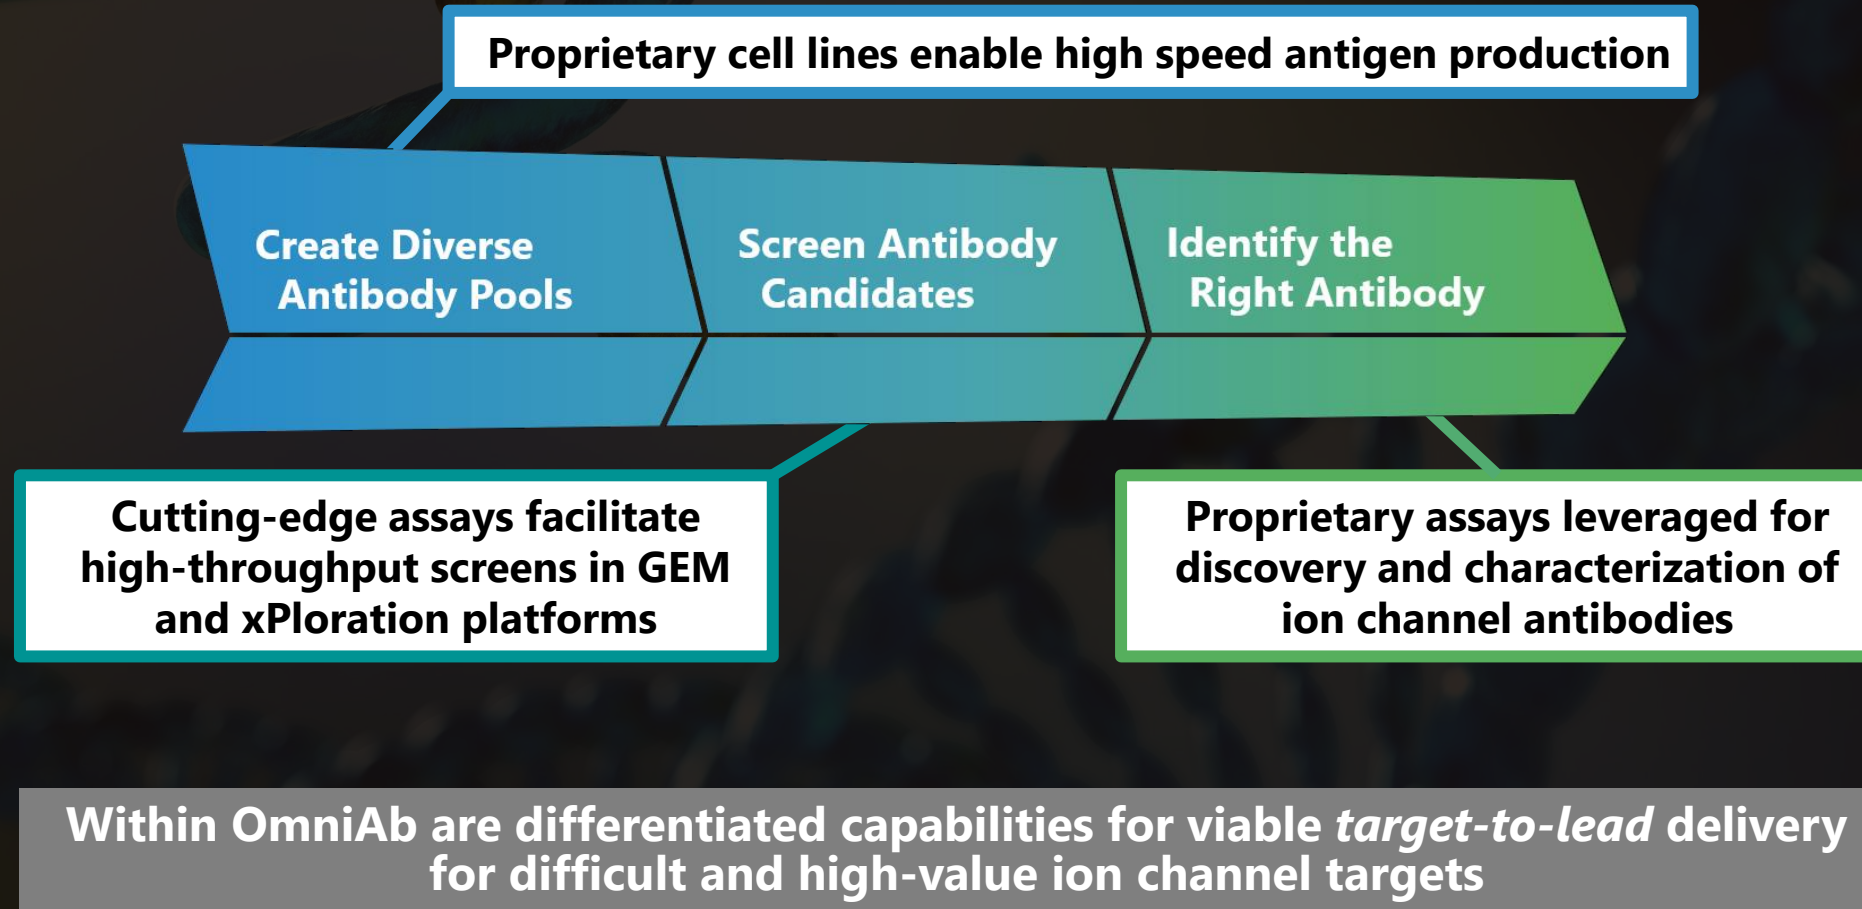 Proprietary cell lines enable high speed antigen production
Create Diverse
Antibody Pools
Screen Antibody
Candidates
Identify the
Right Antibody
Cutting-edge assays facilitate
high-throughput screens in GEM
and xPloration platforms
Proprietary assays leveraged for
discovery and characterization of
ion channel antibodies
Within OmniAb are differentiated capabilities for viable target-to-lead delivery
for difficult and high-value ion channel targets